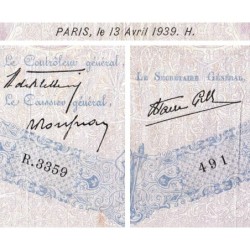 PARIS, le 13 Avril 1939. H.
Le Contrôleur général,
Le Caissier général,
R.3359
Le Secrétaire Général,
491